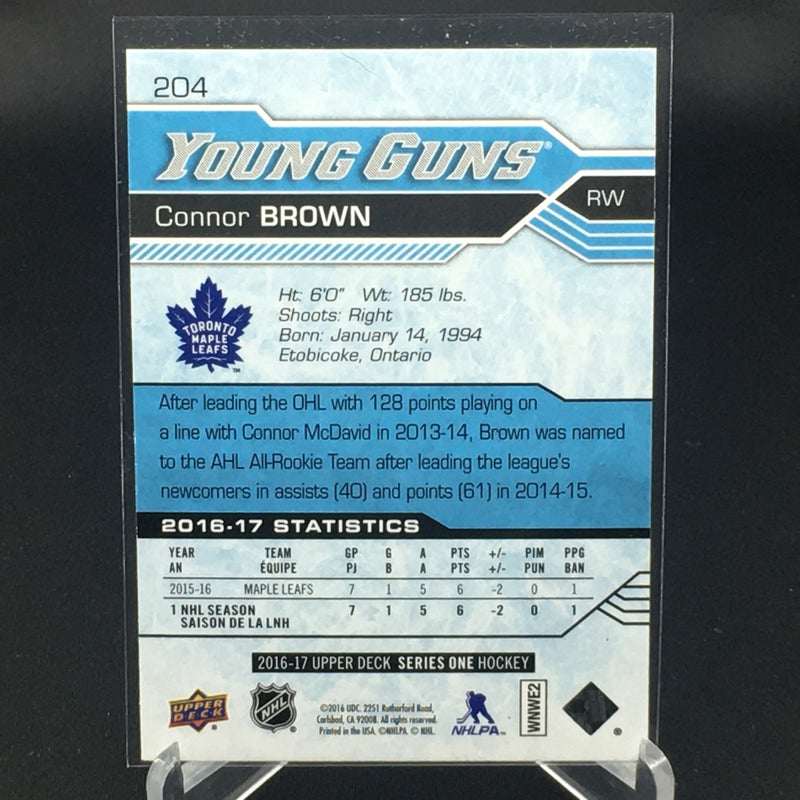 204
YOUNG GUNS®
RW
Connor BROWN
Ht: 6'0" Wt: 185 lbs.
Shoots: Right
Born: January 14, 1994
Etobicoke, Ontario
TORONTO
MAPLE
LEAFS
TM
After leading the OHL with 128 points playing on
a line with Connor McDavid in 2013-14, Brown was named
to the AHL All-Rookie Team after leading the league's
newcomers in assists (40) and points (61) in 2014-15.
2016-17 STATISTICS
YEAR TEAM GP G A PTS +/- PIM PPG
AN ÉQUIPE PJ B A PTS +/- PUN BAN
2015-16 MAPLE LEAFS 7 1 5 6 -2 0 1
1 NHL SEASON 7 1 5 6 -2 0 1
SAISON DE LA LNH
2016-17 UPPER DECK SERIES ONE HOCKEY
UPPER
DECK
®
NHL
®
©2016 UDC. 2251 Rutherford Road,
Carlsbad, CA 92008. All rights reserved.
Printed in the USA. ©NHLPA. © NHL.
NHLPA™
WNWE2
®